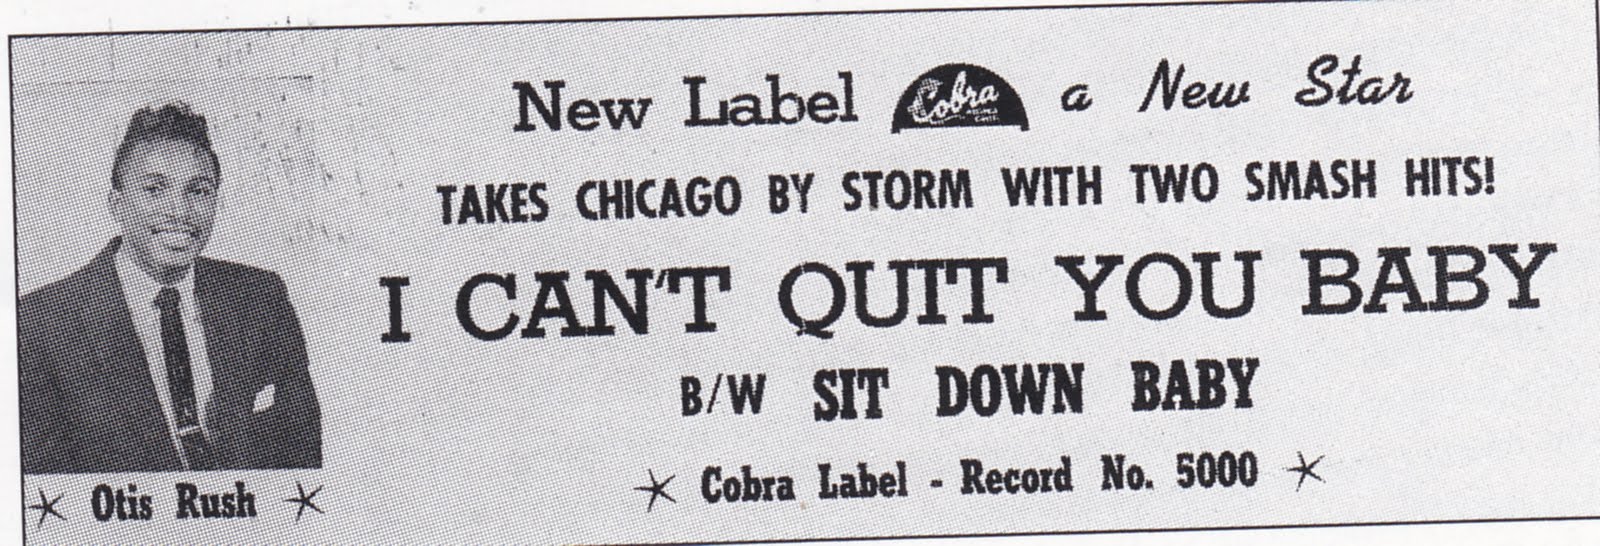 New Label Cobra a New Star
TAKES CHICAGO BY STORM WITH TWO SMASH HITS!
I CAN'T QUIT YOU BABY
B/W SIT DOWN BABY
Cobra Label - Record No. 5000
Otis Rush